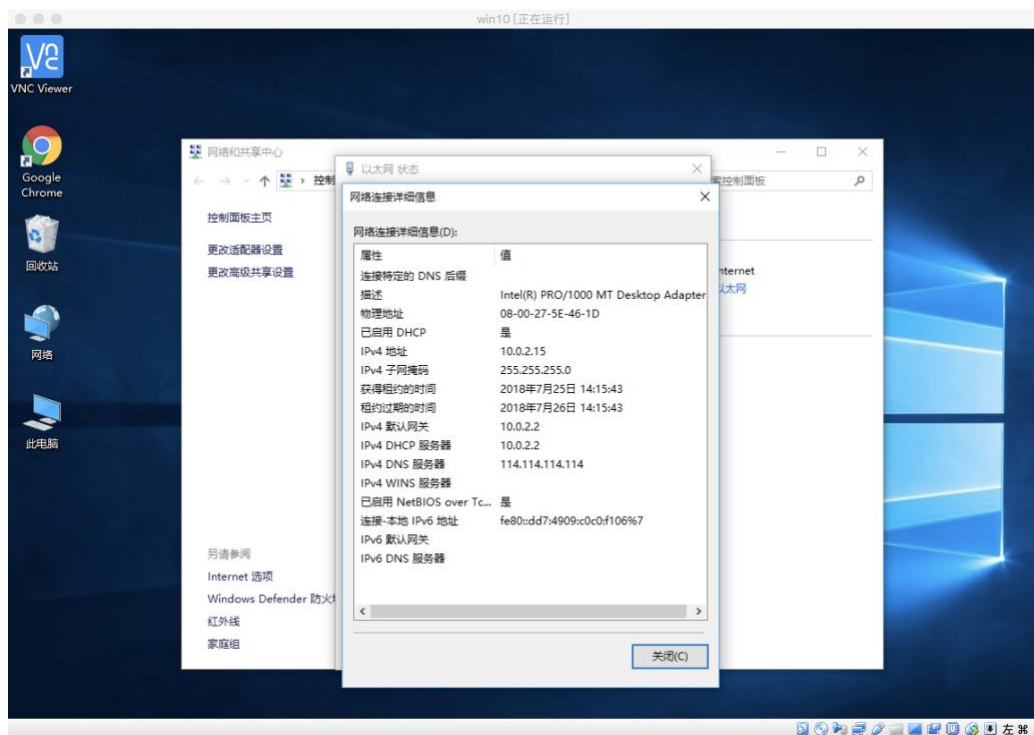 win10 [正在运行]
VNC Viewer
Google
Chrome
回收站
网络
此电脑
网络和共享中心
控制
索控制面板
控制面板主页
更改适配器设置
更改高级共享设置
nternet
以太网
另请参阅
Internet 选项
Windows Defender 防火
红外线
家庭组
以太网 状态
网络连接详细信息
网络连接详细信息(D):
属性 值
连接特定的 DNS 后缀
描述 Intel(R) PRO/1000 MT Desktop Adapter
物理地址 08-00-27-5E-46-1D
已启用 DHCP 是
IPv4 地址 10.0.2.15
IPv4 子网掩码 255.255.255.0
获得租约的时间 2018年7月25日 14:15:43
租约过期的时间 2018年7月26日 14:15:43
IPv4 默认网关 10.0.2.2
IPv4 DHCP 服务器 10.0.2.2
IPv4 DNS 服务器 114.114.114.114
IPv4 WINS 服务器
已启用 NetBIOS over Tc... 是
连接-本地 IPv6 地址 fe80::dd7:4909:c0c0:f106%7
IPv6 默认网关
IPv6 DNS 服务器
关闭(C)
左 ⌘